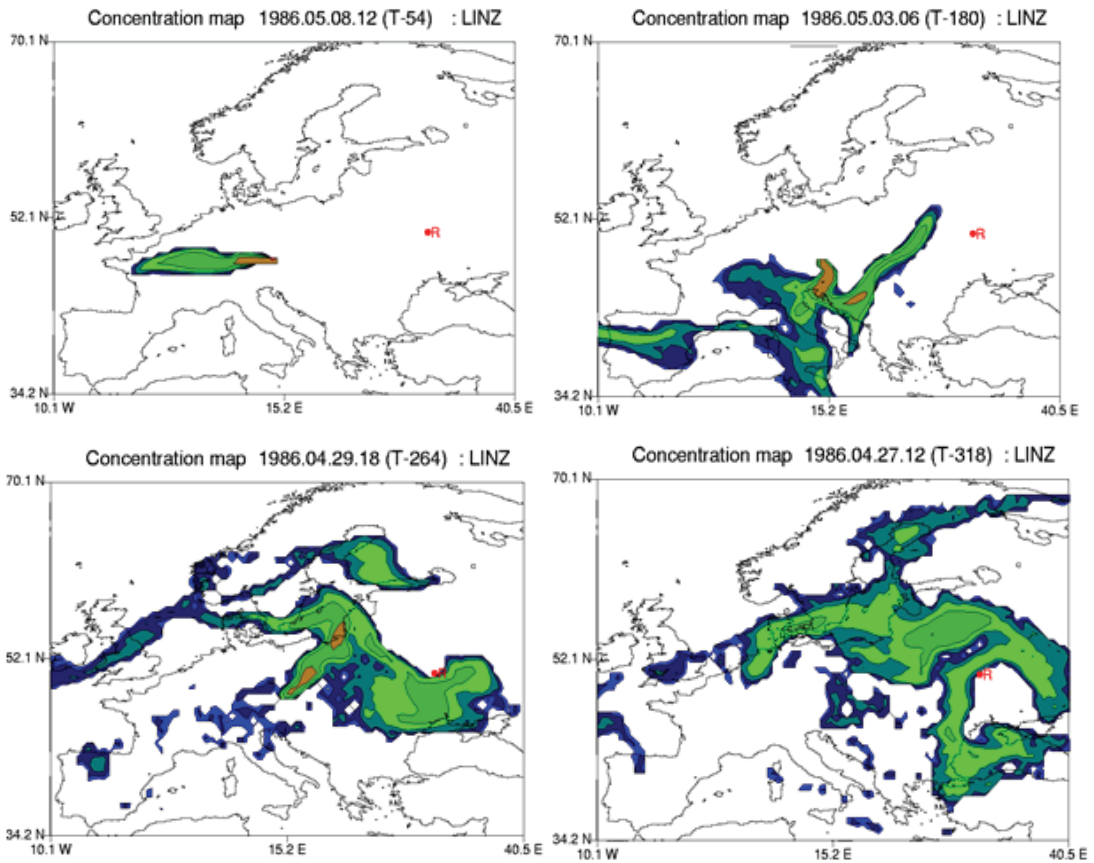 Concentration map 1986.05.08.12 (T-54) : LINZ
70.1 N
52.1 N
R
34.2 N
10.1 W 15.2 E 40.5 E
Concentration map 1986.05.03.06 (T-180) : LINZ
70.1 N
52.1 N
R
34.2 N
10.1 W 15.2 E 40.5 E
Concentration map 1986.04.29.18 (T-264) : LINZ
70.1 N
52.1 N
R
34.2 N
10.1 W 15.2 E 40.5 E
Concentration map 1986.04.27.12 (T-318) : LINZ
70.1 N
52.1 N
R
34.2 N
10.1 W 15.2 E 40.5 E